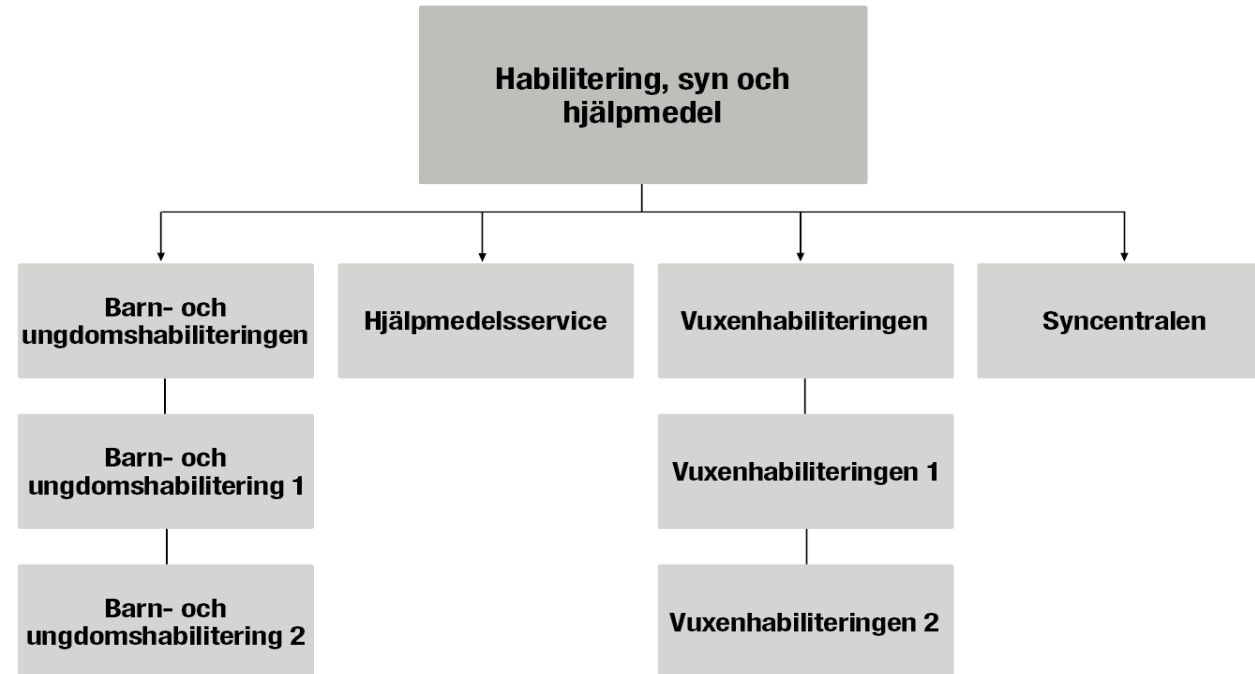 Habilitering, syn och
hjälpmedel
Barn- och
ungdomshabiliteringen
Hjälpmedelsservice
Vuxenhabiliteringen
Syncentralen
Barn- och
ungdomshabilitering 1
Vuxenhabiliteringen 1
Barn- och
ungdomshabilitering 2
Vuxenhabiliteringen 2